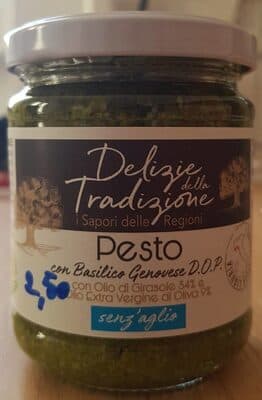 Delizie
della
Tradizione
i Sapori delle Regioni
Pesto
con Basilico Genovese D.O.P.
con Olio di Girasole 34% e
Olio Extra Vergine di Oliva 9%
2,50
senz'aglio